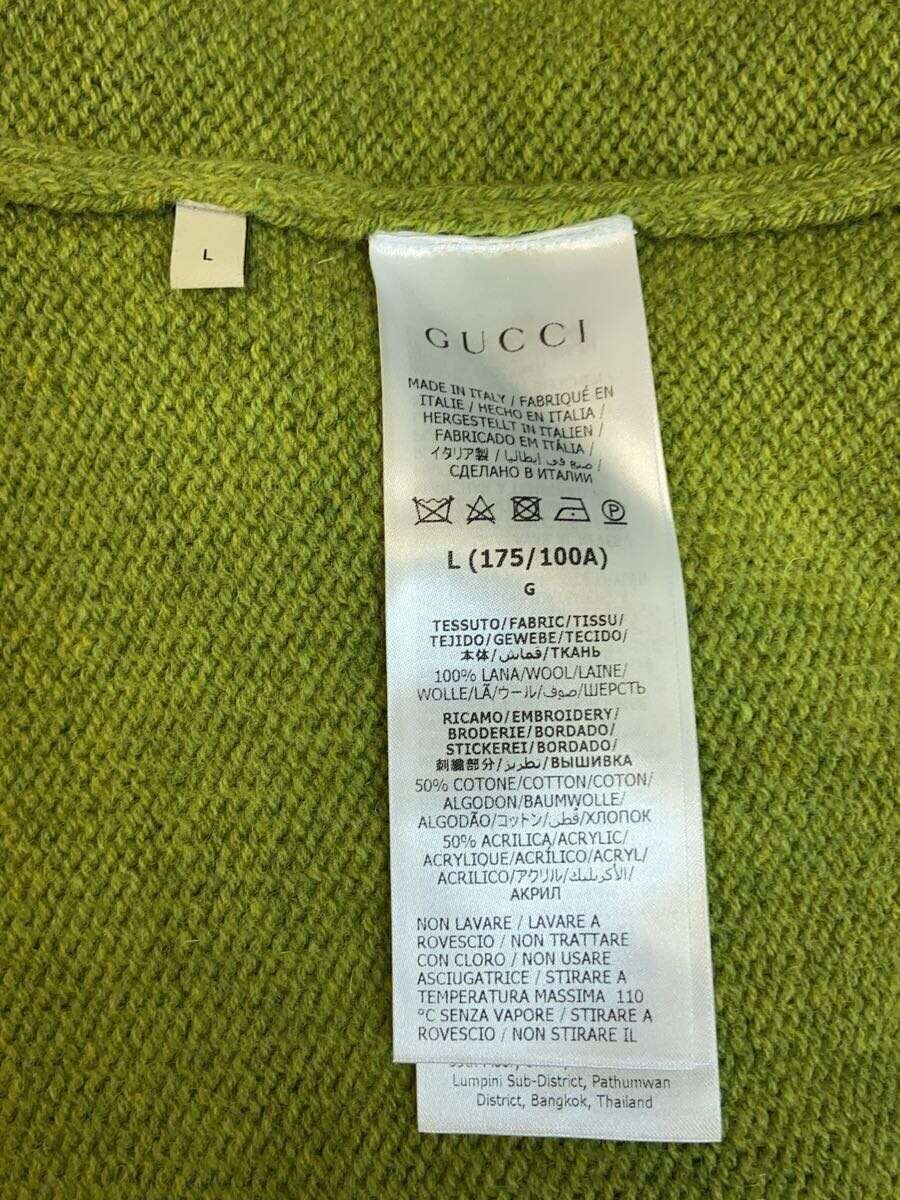 L
GUCCI
MADE IN ITALY / FABRIQUÉ EN
ITALIE / HECHO EN ITALIA /
HERGESTELLT IN ITALIEN /
FABRICADO EM ITÁLIA /
イタリア製 / صنع في إيطاليا /
СДЕЛАНО В ИТАЛИИ
P
L (175/100A)
G
TESSUTO/FABRIC/TISSU/
TEJIDO/GEWEBE/TECIDO/
本体/قماش/ТКАНЬ
100% LANA/WOOL/LAINE/
WOLLE/LÃ/ウール/صوف/ШЕРСТЬ
RICAMO/EMBROIDERY/
BRODERIE/BORDADO/
STICKEREI/BORDADO/
刺繍部分/تطريز/ВЫШИВКА
50% COTONE/COTTON/COTON/
ALGODON/BAUMWOLLE/
ALGODÃO/コットン/قطن/ХЛОПОК
50% ACRILICA/ACRYLIC/
ACRYLIQUE/ACRÍLICO/ACRYL/
ACRILICO/アクリル/الأكريليك/
АКРИЛ
NON LAVARE / LAVARE A
ROVESCIO / NON TRATTARE
CON CLORO / NON USARE
ASCIUGATRICE / STIRARE A
TEMPERATURA MASSIMA 110
°C SENZA VAPORE / STIRARE A
ROVESCIO / NON STIRARE IL
Lumpini Sub-District, Pathumwan
District, Bangkok, Thailand